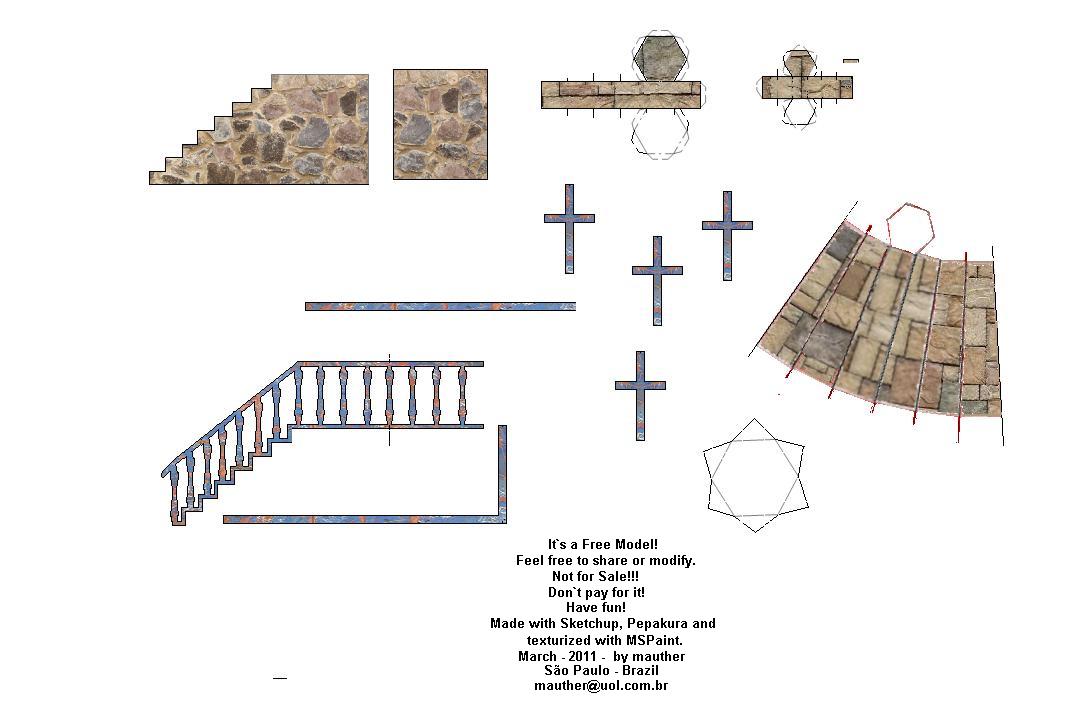 It`s a Free Model!
Feel free to share or modify.
Not for Sale!!!
Don`t pay for it!
Have fun!
Made with Sketchup, Pepakura and
texturized with MSPaint.
March - 2011 - by mauther
São Paulo - Brazil
mauther@uol.com.br